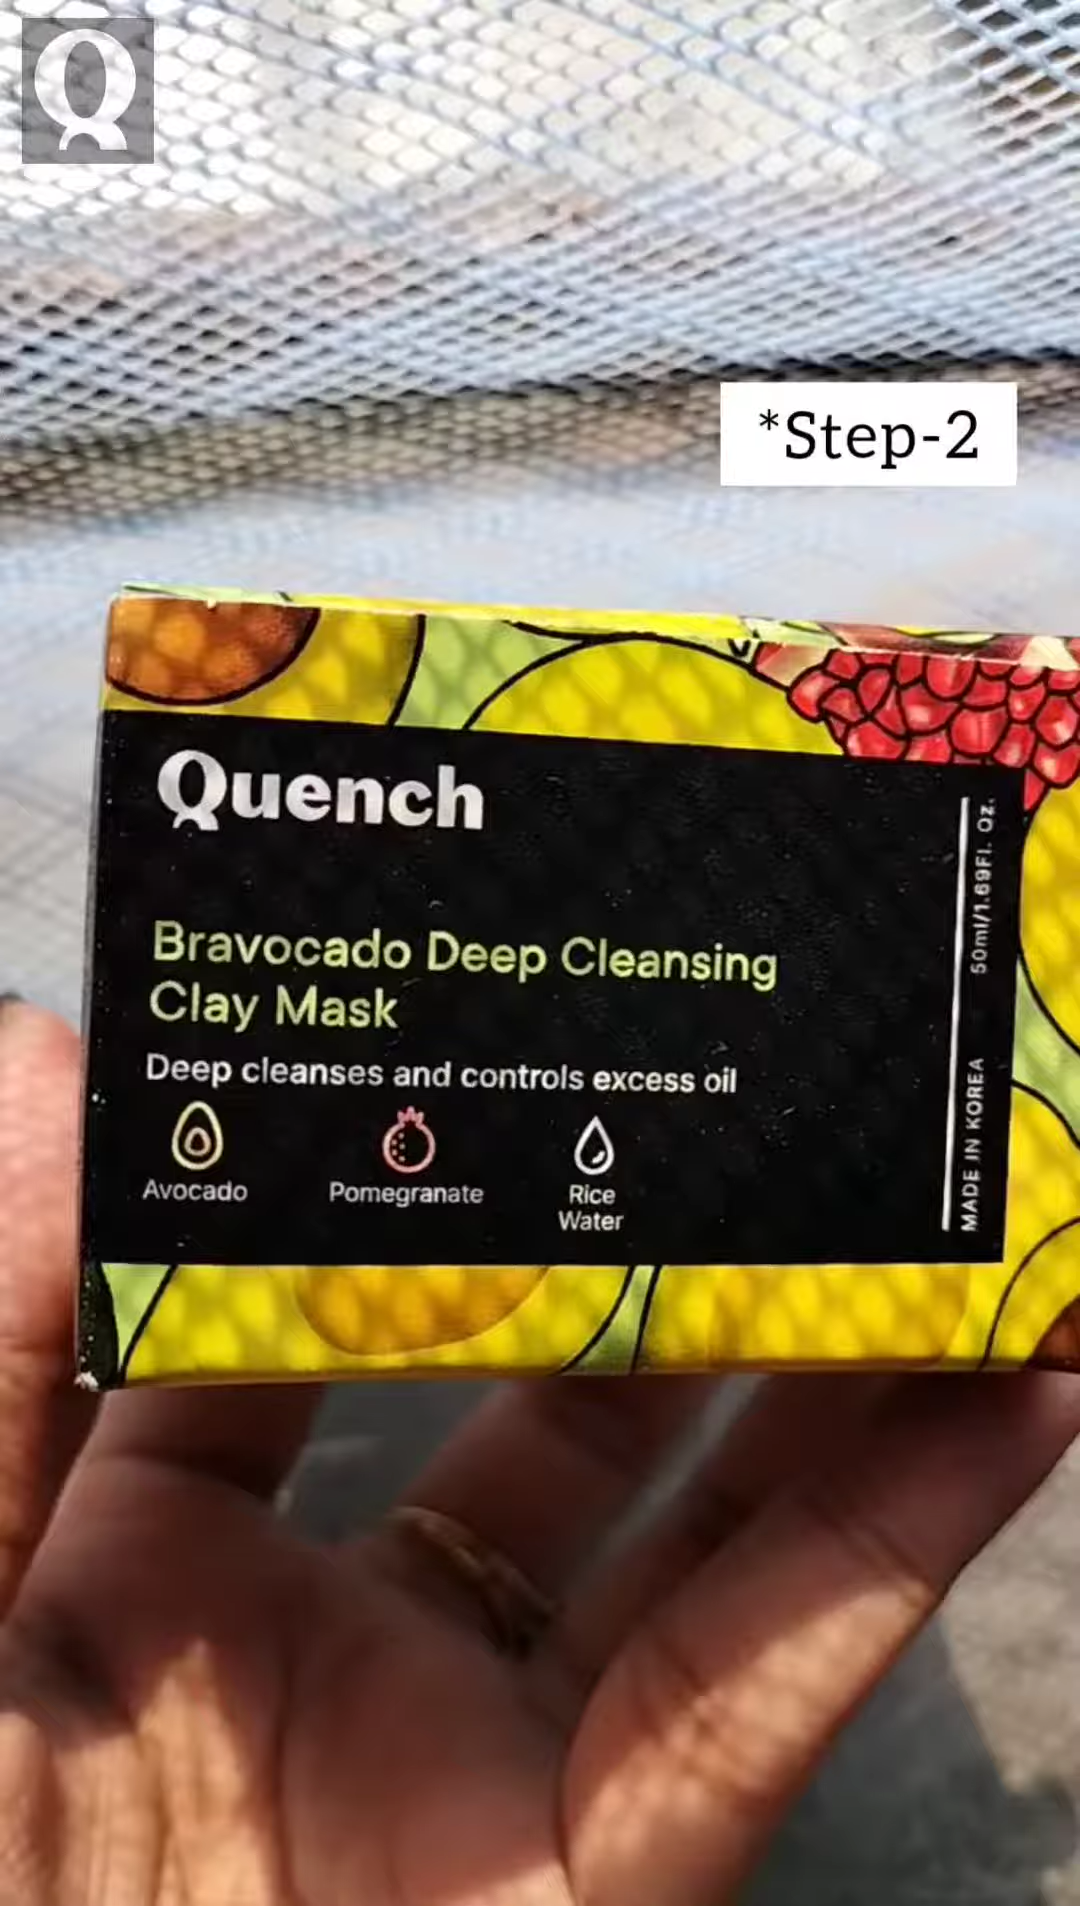 Q
*Step-2
Quench
Bravocado Deep Cleansing
Clay Mask
Deep cleanses and controls excess oil
Avocado
Pomegranate
Rice
Water
50ml/1.69Fl. Oz.
MADE IN KOREA